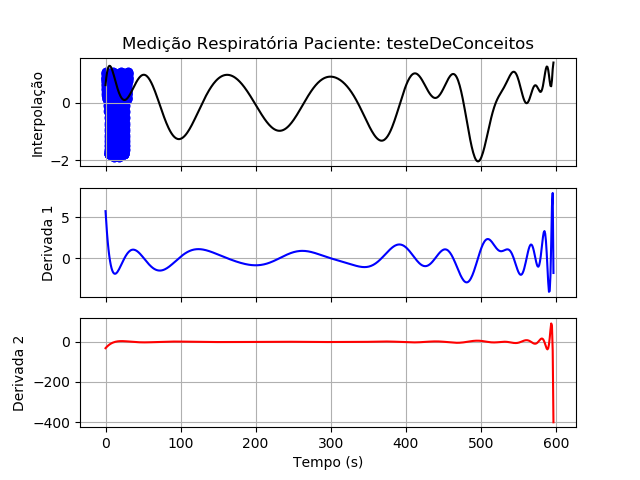 Medição Respiratória Paciente: testeDeConceitos
Interpolação
0
−2
Derivada 1
5
0
Derivada 2
0
−200
−400
0 100 200 300 400 500 600
Tempo (s)